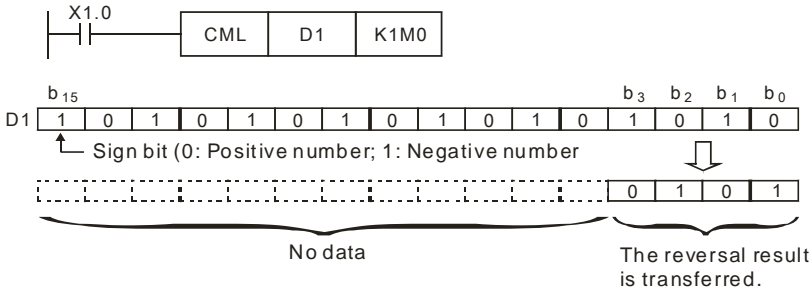 X1.0
CML D1 K1M0
b15 b3 b2 b1 b0
D1 1 0 1 0 1 0 1 0 1 0 1 0 1 0 1 0
Sign bit (0: Positive number; 1: Negative number
0 1 0 1
No data
The reversal result
is transferred.